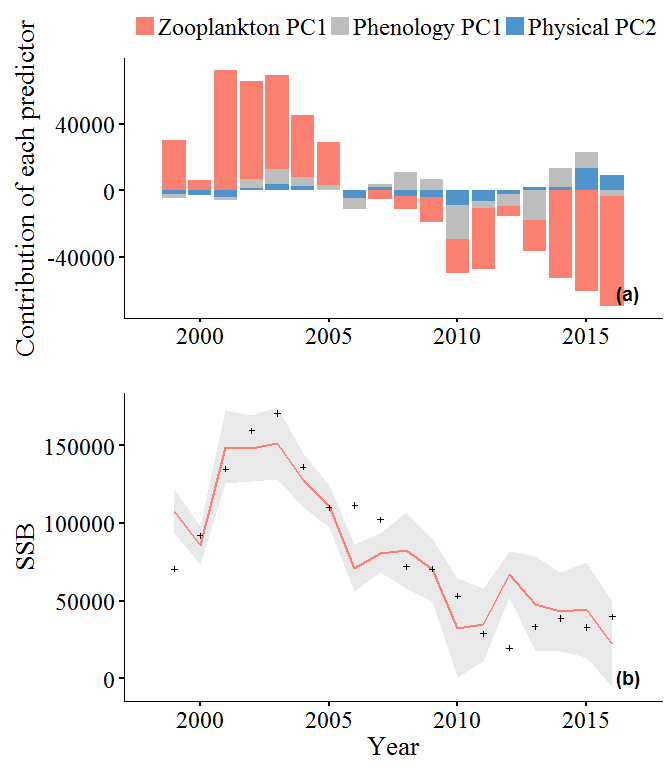 Zooplankton PC1 Phenology PC1 Physical PC2
Contribution of each predictor
40000
0
-40000
(a)
2000 2005 2010 2015
SSB
150000
100000
50000
0
(b)
2000 2005 2010 2015
Year